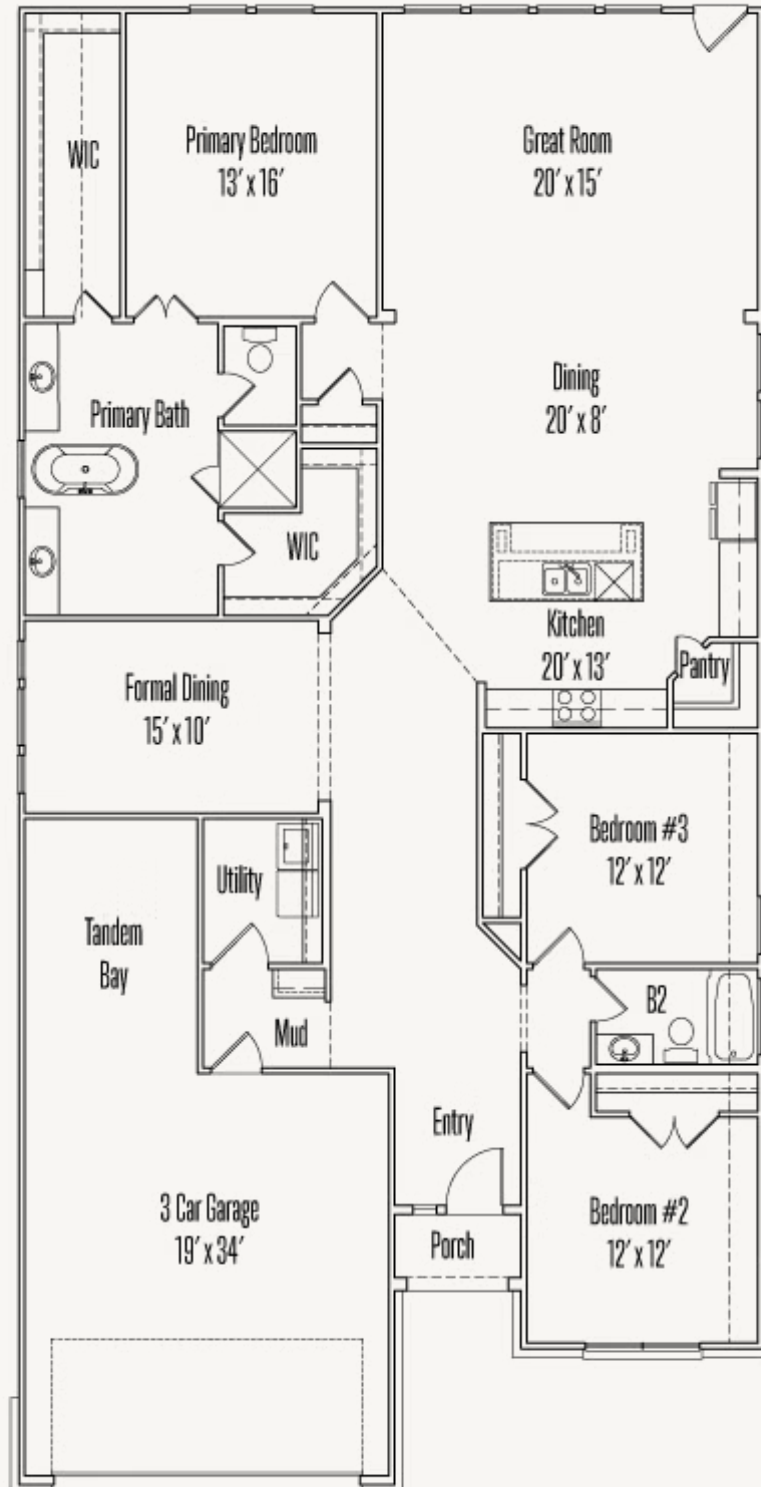 WIC
Primary Bedroom
13' x 16'
Great Room
20' x 15'
Primary Bath
Dining
20' x 8'
WIC
Kitchen
20' x 13'
Pantry
Formal Dining
15' x 10'
Bedroom #3
12' x 12'
Utility
Tandem
Bay
Mud
B2
Entry
3 Car Garage
19' x 34'
Porch
Bedroom #2
12' x 12'